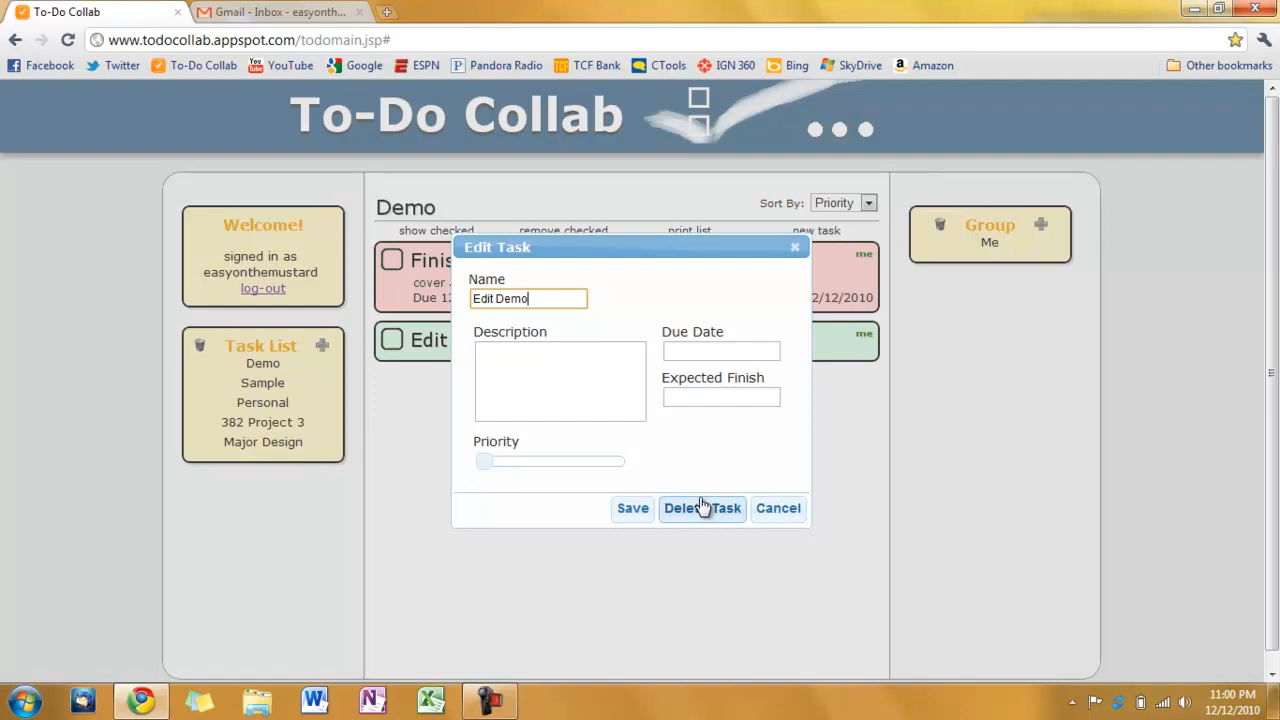 To-Do Collab
Gmail - Inbox - easyonth...
www.todocollab.appspot.com/todomain.jsp#
Facebook
Twitter
To-Do Collab
YouTube
Google
ESPN
Pandora Radio
TCF Bank
CTools
IGN 360
Bing
SkyDrive
Amazon
Other bookmarks
To-Do Collab
Welcome!
signed in as
easyonthemustard
log-out
Task List
Demo
Sample
Personal
382 Project 3
Major Design
Demo
Sort By: Priority
show checked
remove checked
print list
new task
me
cover
Due 12
2/12/2010
Edit
me
Edit Task
Name
Edit Demo
Description
Due Date
Expected Finish
Priority
Save
Task
Cancel
Group
Me
11:00 PM
12/12/2010